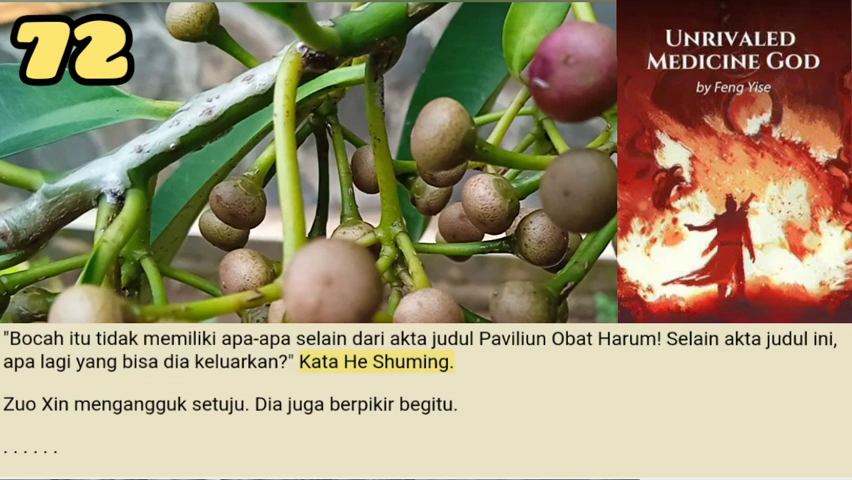 72
UNRIVALED
MEDICINE GOD
by Feng Yise
"Bocah itu tidak memiliki apa-apa selain dari akta judul Paviliun Obat Harum! Selain akta judul ini,
apa lagi yang bisa dia keluarkan?" Kata He Shuming.
Zuo Xin mengangguk setuju. Dia juga berpikir begitu.
. . . . . .